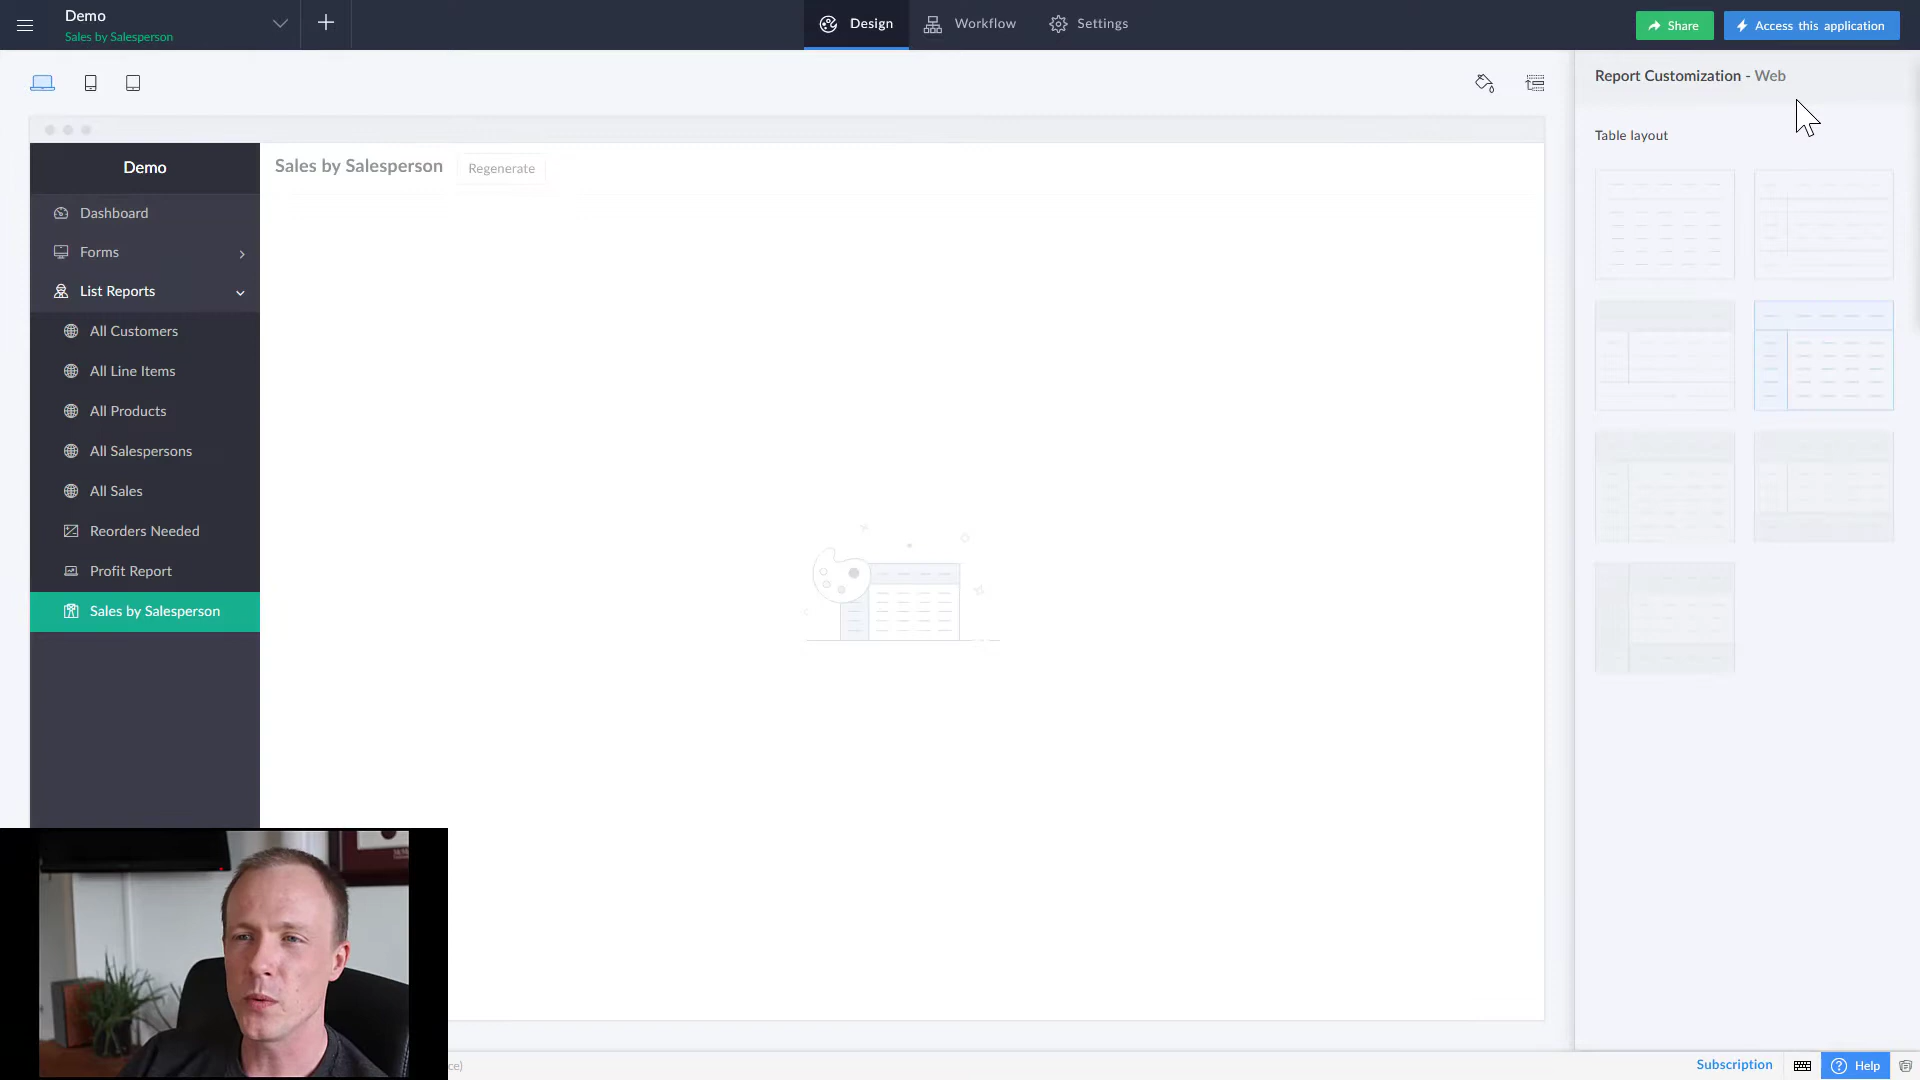 Demo
Sales by Salesperson
Design
Workflow
Settings
Share
Access this application
Report Customization - Web
Table layout
Demo
Sales by Salesperson
Regenerate
Dashboard
Forms
List Reports
All Customers
All Line Items
All Products
All Salespersons
All Sales
Reorders Needed
Profit Report
Sales by Salesperson
ce)
Subscription
Help